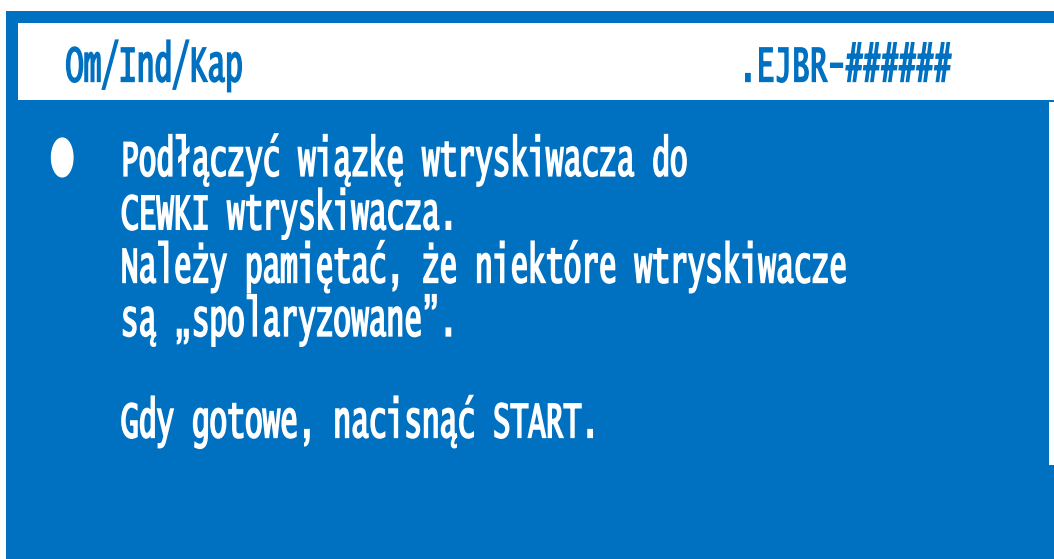 Om/Ind/Kap .EJBR-######
Podłączyć wiązkę wtryskiwacza do
CEWKI wtryskiwacza.
Należy pamiętać, że niektóre wtryskiwacze
są „spolaryzowane”.
Gdy gotowe, nacisnąć START.